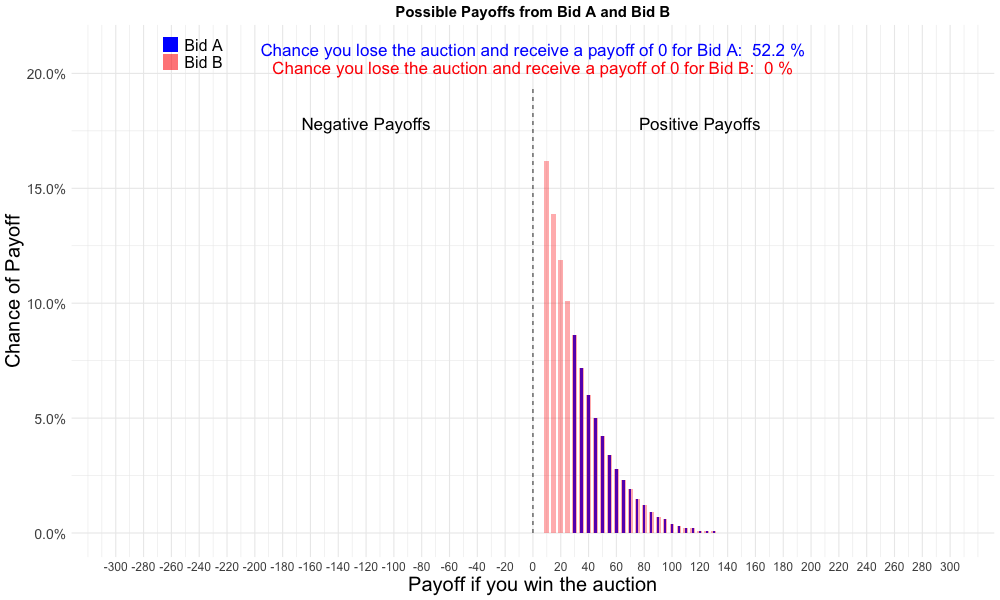 Possible Payoffs from Bid A and Bid B
Bid A
Bid B
Chance you lose the auction and receive a payoff of 0 for Bid A:  52.2 %
Chance you lose the auction and receive a payoff of 0 for Bid B:  0 %
Negative Payoffs
Positive Payoffs
Chance of Payoff
20.0%
15.0%
10.0%
5.0%
0.0%
-300 -280 -260 -240 -220 -200 -180 -160 -140 -120 -100 -80 -60 -40 -20 0 20 40 60 80 100 120 140 160 180 200 220 240 260 280 300
Payoff if you win the auction